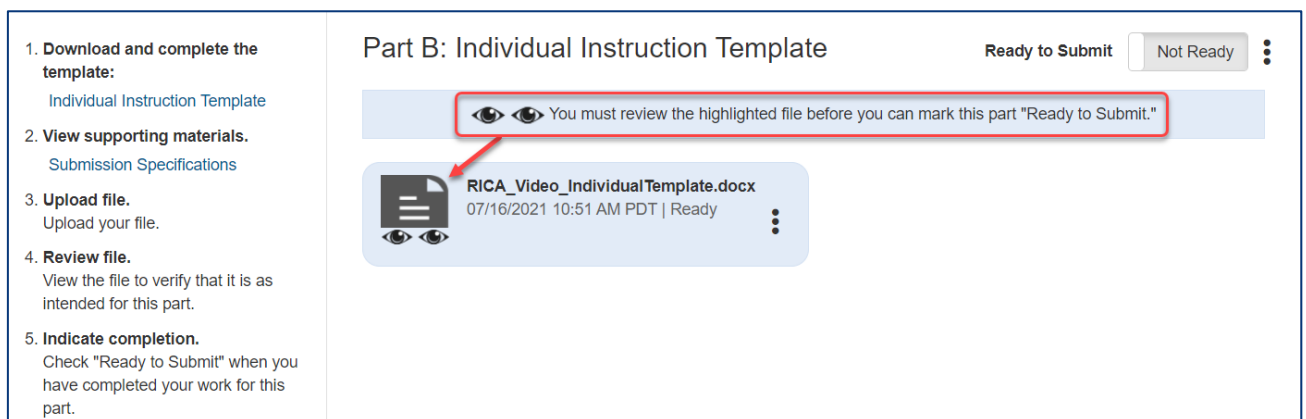 1. Download and complete the
template:
Individual Instruction Template
2. View supporting materials.
Submission Specifications
3. Upload file.
Upload your file.
4. Review file.
View the file to verify that it is as
intended for this part.
5. Indicate completion.
Check "Ready to Submit" when you
have completed your work for this
part.
Part B: Individual Instruction Template
Ready to Submit
Not Ready
You must review the highlighted file before you can mark this part "Ready to Submit."
RICA_Video_IndividualTemplate.docx
07/16/2021 10:51 AM PDT | Ready